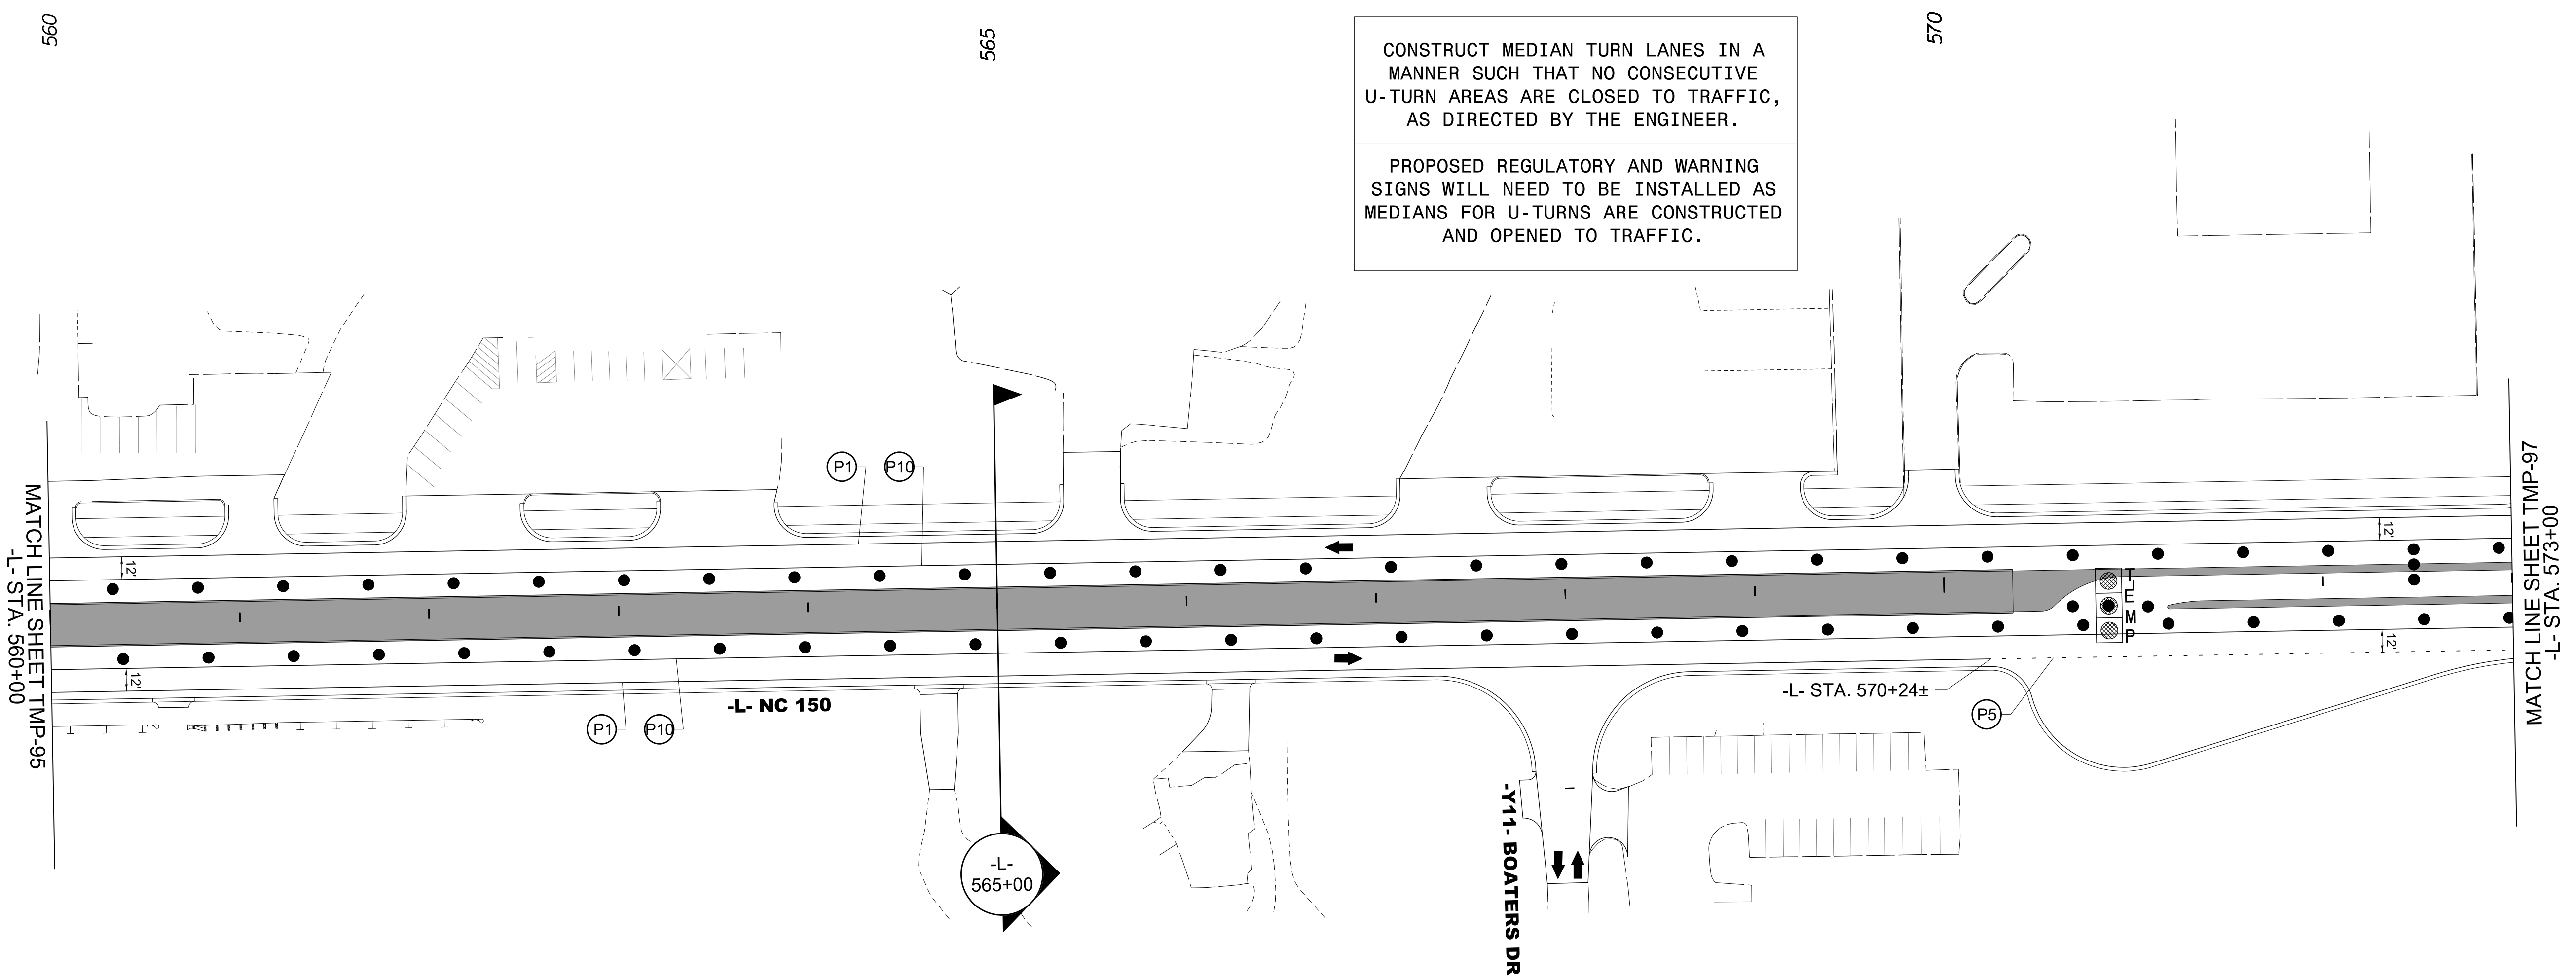 560
565
570
CONSTRUCT MEDIAN TURN LANES IN A
MANNER SUCH THAT NO CONSECUTIVE
U-TURN AREAS ARE CLOSED TO TRAFFIC,
AS DIRECTED BY THE ENGINEER.
PROPOSED REGULATORY AND WARNING
SIGNS WILL NEED TO BE INSTALLED AS
MEDIANS FOR U-TURNS ARE CONSTRUCTED
AND OPENED TO TRAFFIC.
MATCH LINE SHEET TMP-95
-L- STA. 560+00
12'
12'
P1
P10
P1
P10
-L- NC 150
-L-
565+00
-Y11- BOATERS DR
-L- STA. 570+24±
P5
TEMP
12'
12'
MATCH LINE SHEET TMP-97
-L- STA. 573+00